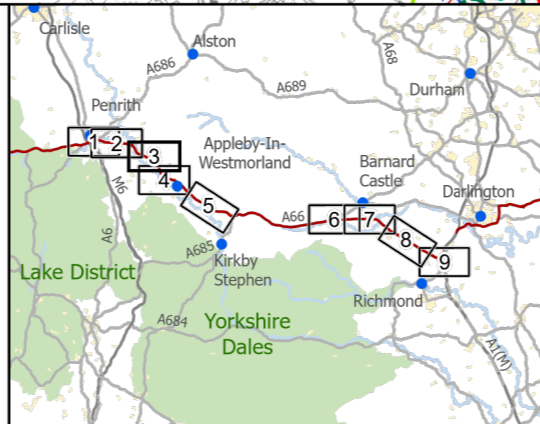 Carlisle
Alston
A686
A689
A68
Durham
Penrith
1
2
3
4
5
Appleby-In-
Westmorland
Barnard
Castle
Darlington
M6
A66
6
7
8
9
A6
A685
Kirkby
Stephen
Lake District
Richmond
A684
Yorkshire
Dales
A1(M)